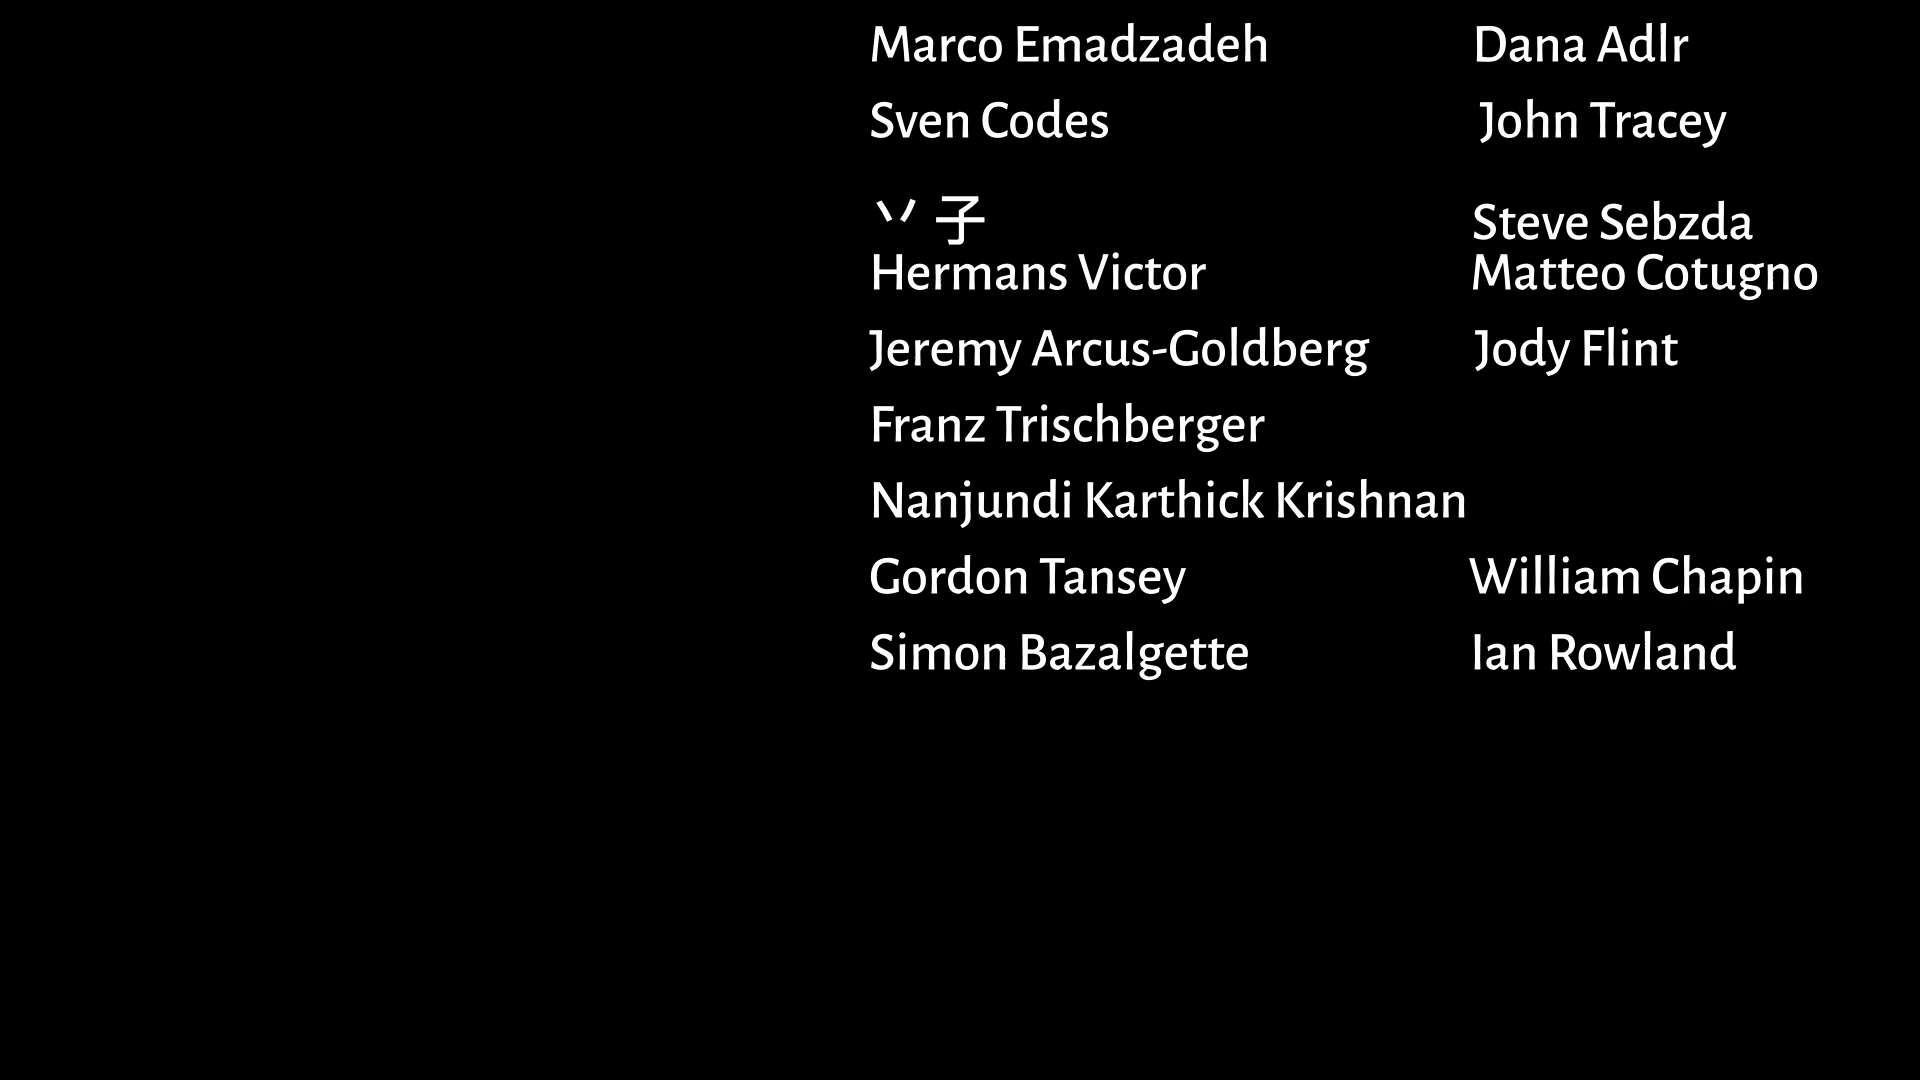 Marco Emadzadeh Dana Adlr
Sven Codes John Tracey
丷 子 Steve Sebzda
Hermans Victor Matteo Cotugno
Jeremy Arcus-Goldberg Jody Flint
Franz Trischberger
Nanjundi Karthick Krishnan
Gordon Tansey William Chapin
Simon Bazalgette Ian Rowland